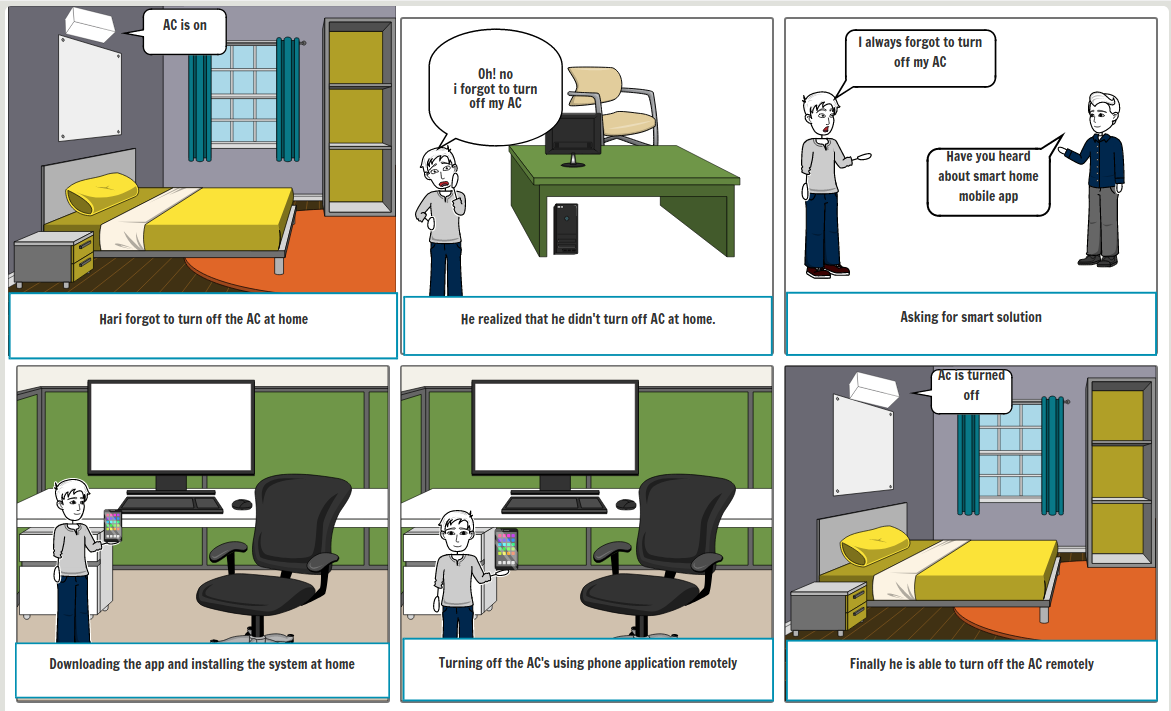 AC is on
Hari forgot to turn off the AC at home
Oh! no
i forgot to turn
off my AC
He realized that he didn't turn off AC at home.
I always forgot to turn
off my AC
Have you heard
about smart home
mobile app
Asking for smart solution
Downloading the app and installing the system at home
Turning off the AC's using phone application remotely
Ac is turned
off
Finally he is able to turn off the AC remotely